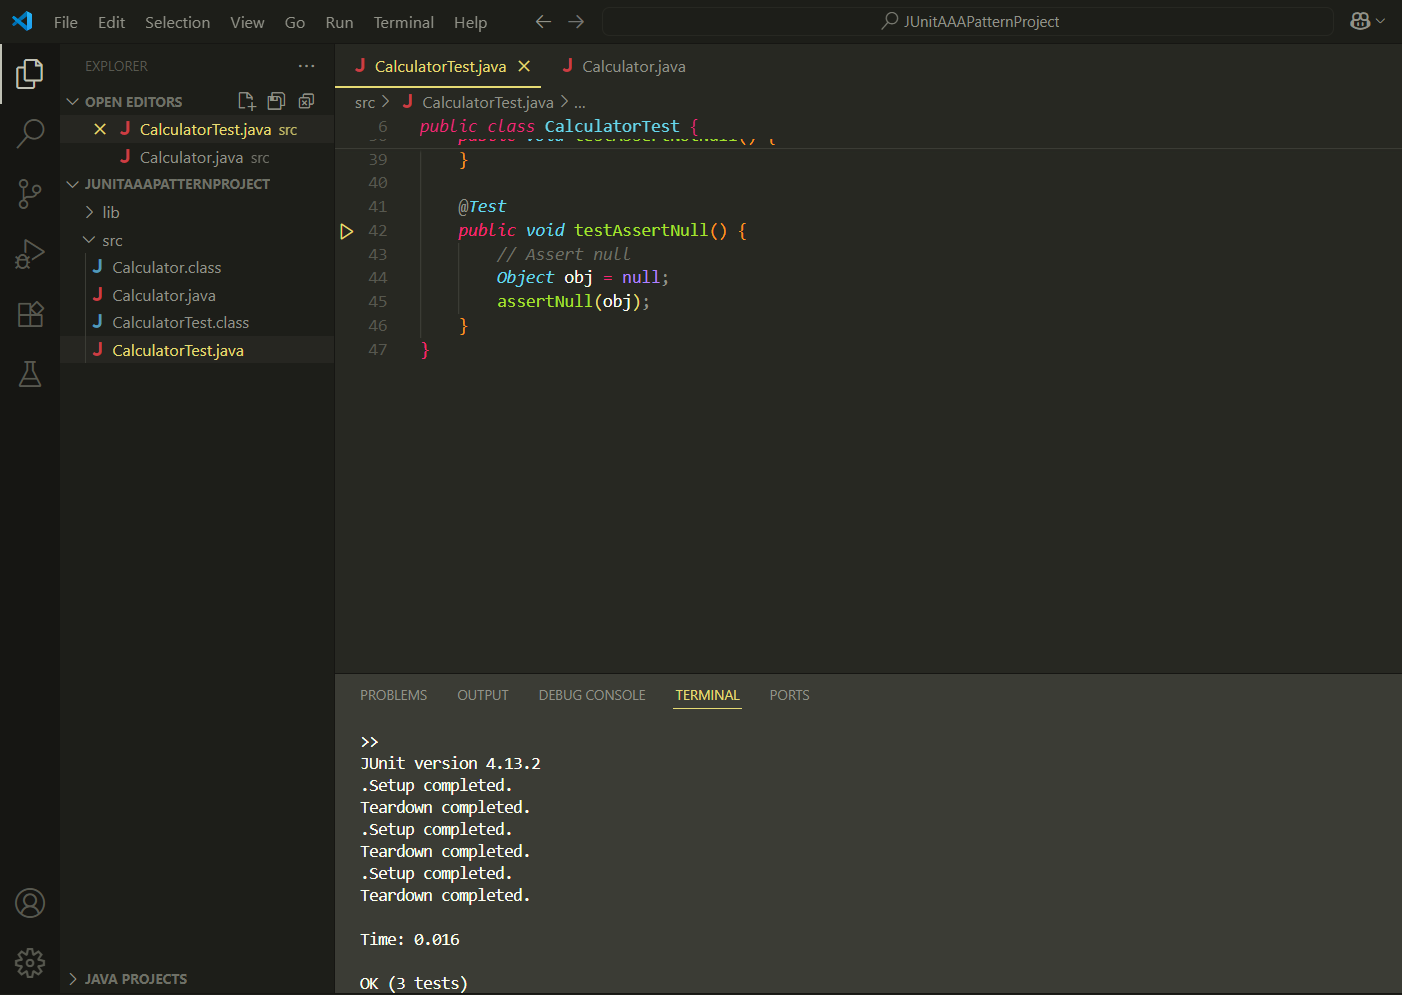 File Edit Selection View Go Run Terminal Help
JUnitAAAPatternProject
EXPLORER
OPEN EDITORS
CalculatorTest.java src
Calculator.java src
JUNITAAAPATTERNPROJECT
lib
src
Calculator.class
Calculator.java
CalculatorTest.class
CalculatorTest.java
JAVA PROJECTS
CalculatorTest.java Calculator.java
src > CalculatorTest.java > ...
6 public class CalculatorTest {
38 public void testAssertNotNull() {
39 }
40
41 @Test
42 public void testAssertNull() {
43 // Assert null
44 Object obj = null;
45 assertNull(obj);
46 }
47 }
PROBLEMS OUTPUT DEBUG CONSOLE TERMINAL PORTS
>>
JUnit version 4.13.2
.Setup completed.
Teardown completed.
.Setup completed.
Teardown completed.
.Setup completed.
Teardown completed.
Time: 0.016
OK (3 tests)